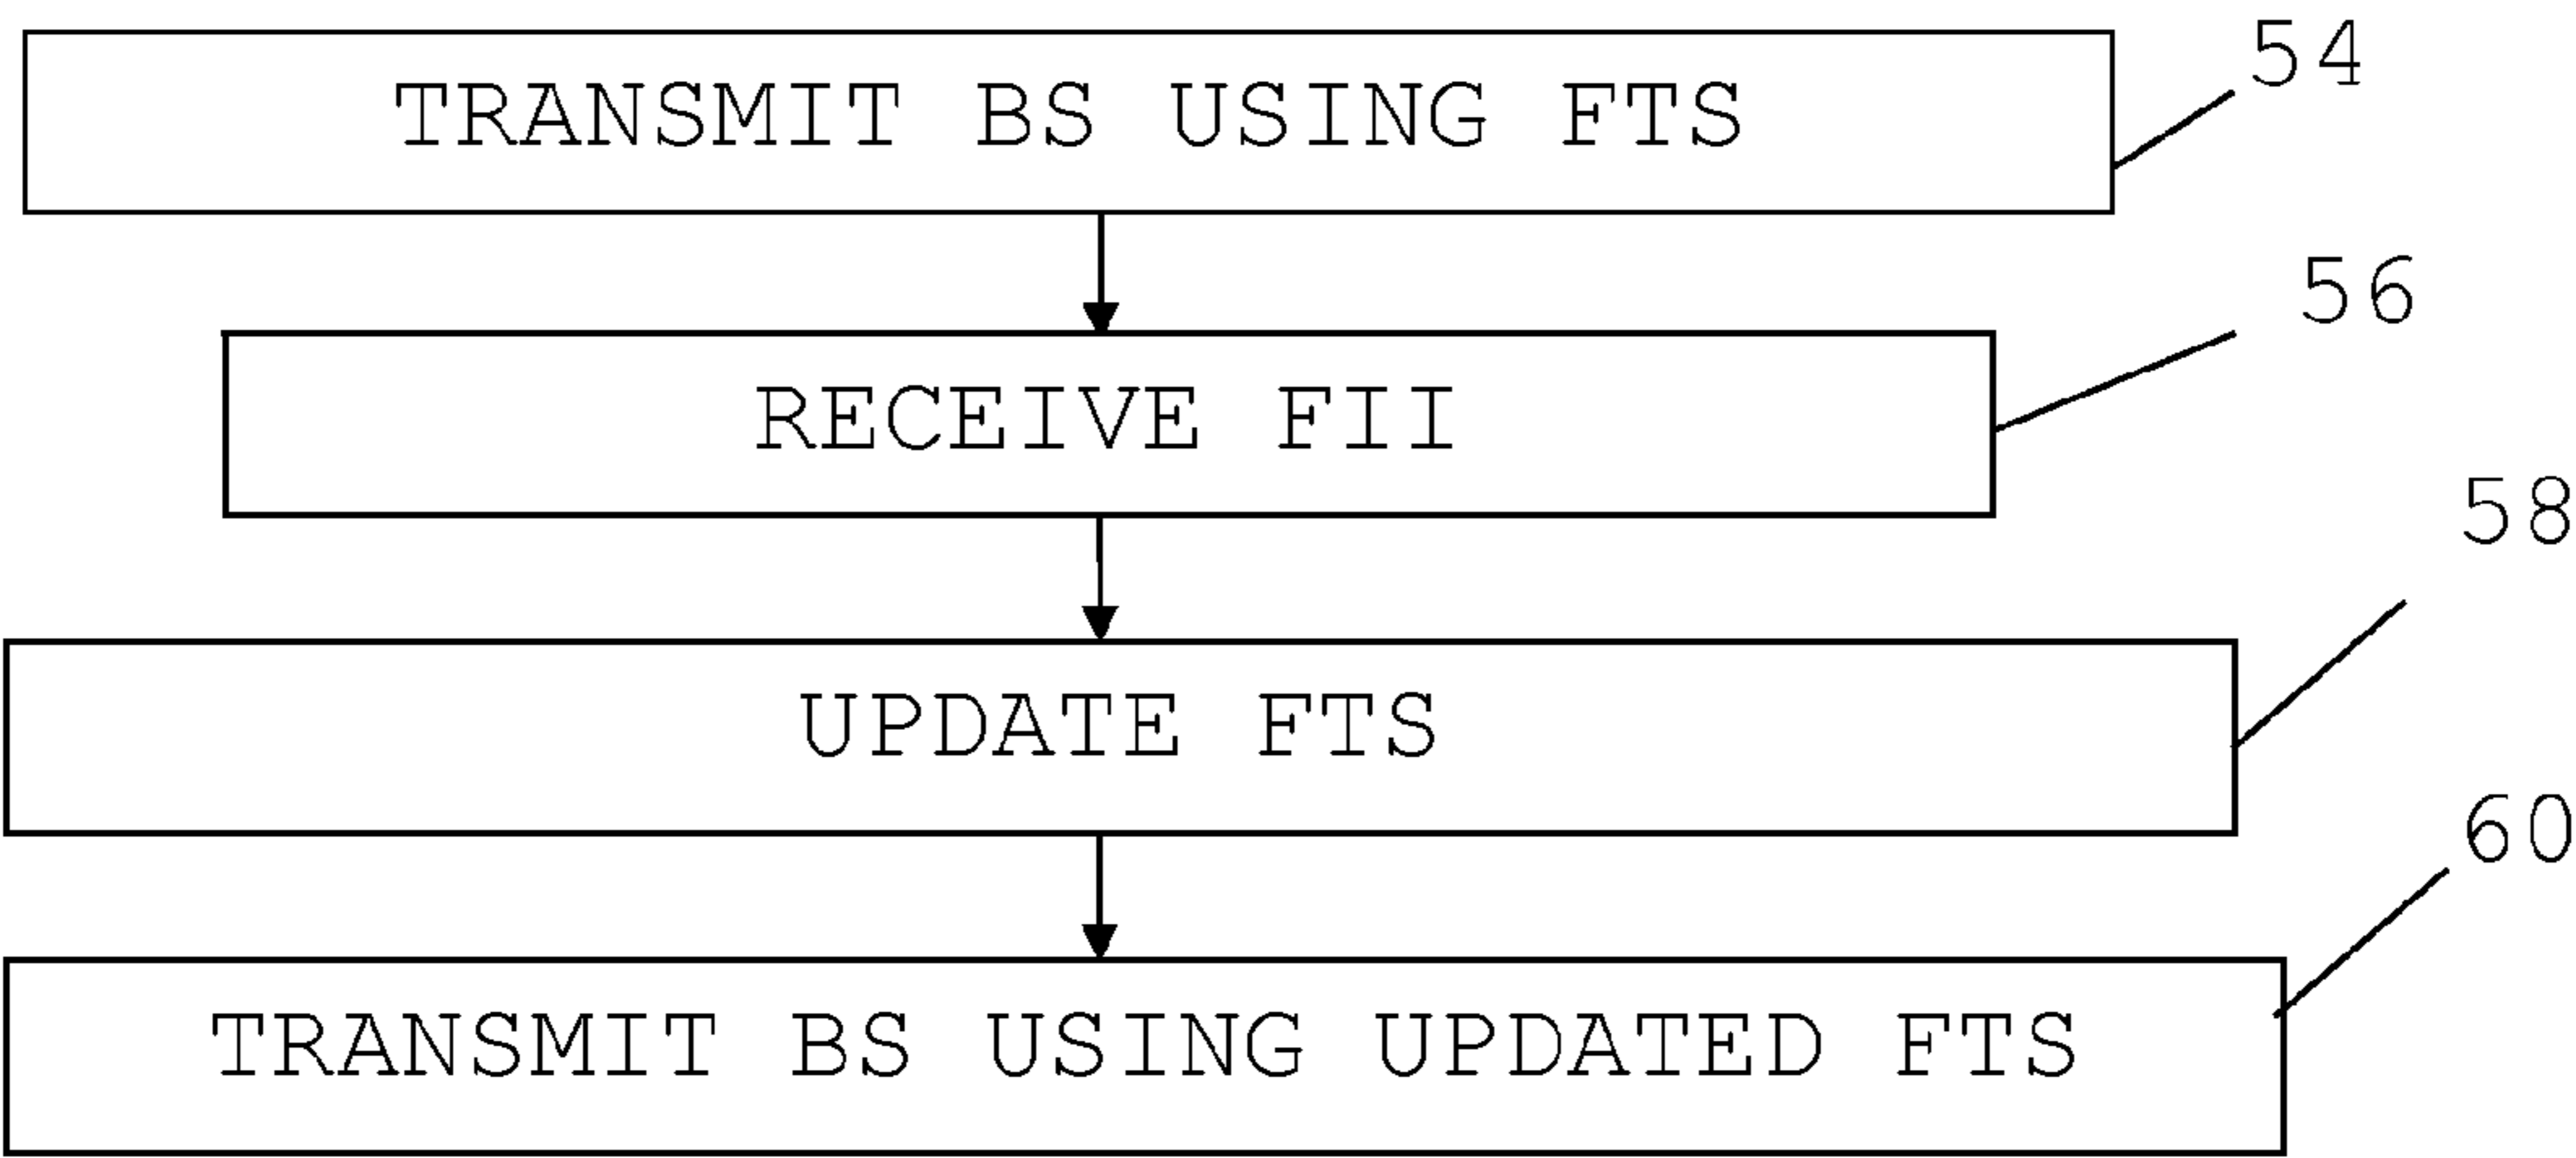 TRANSMIT BS USING FTS
54
RECEIVE FII
56
UPDATE FTS
58
TRANSMIT BS USING UPDATED FTS
60